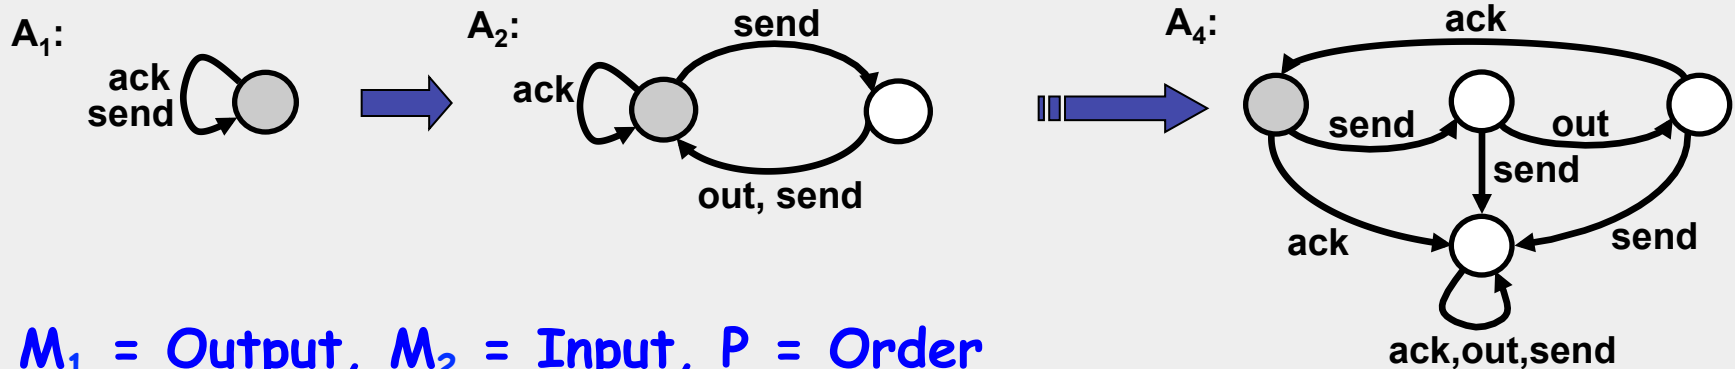 A1:
ack
send
A2:
send
ack
out, send
A4:
ack
send
out
send
ack
send
ack,out,send
M1 = Output, M2 = Input, P = Order